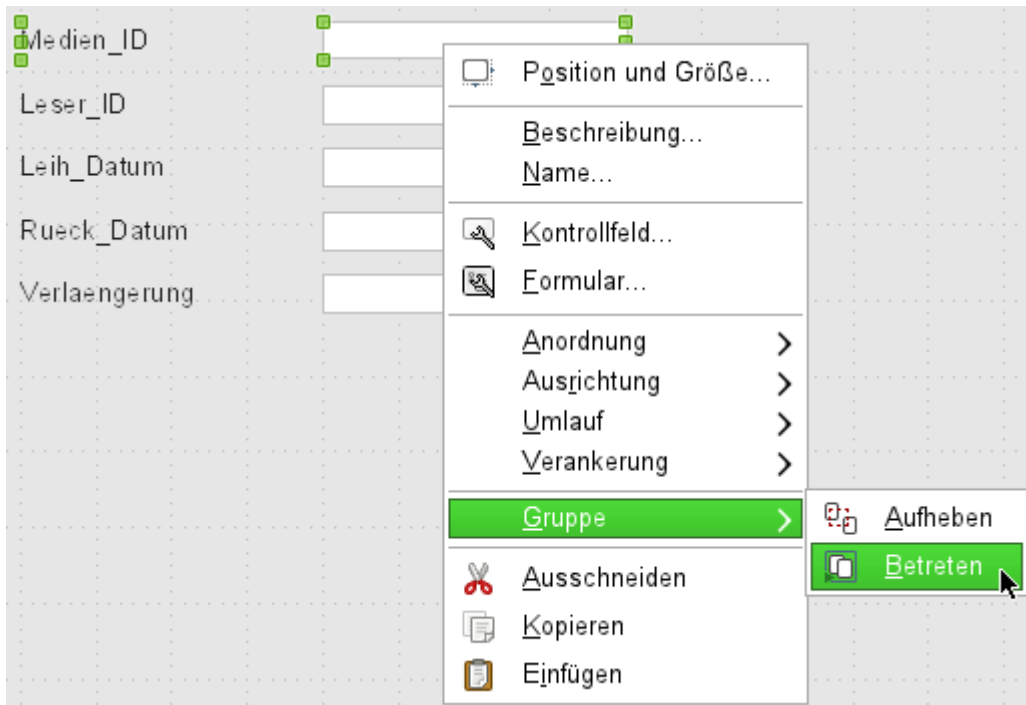 Medien_ID
Leser_ID
Leih_Datum
Rueck_Datum
Verlaengerung
Position und Größe...
Beschreibung...
Name...
Kontrollfeld...
Formular...
Anordnung
Ausrichtung
Umlauf
Verankerung
Gruppe
Ausschneiden
Kopieren
Einfügen
Aufheben
Betreten